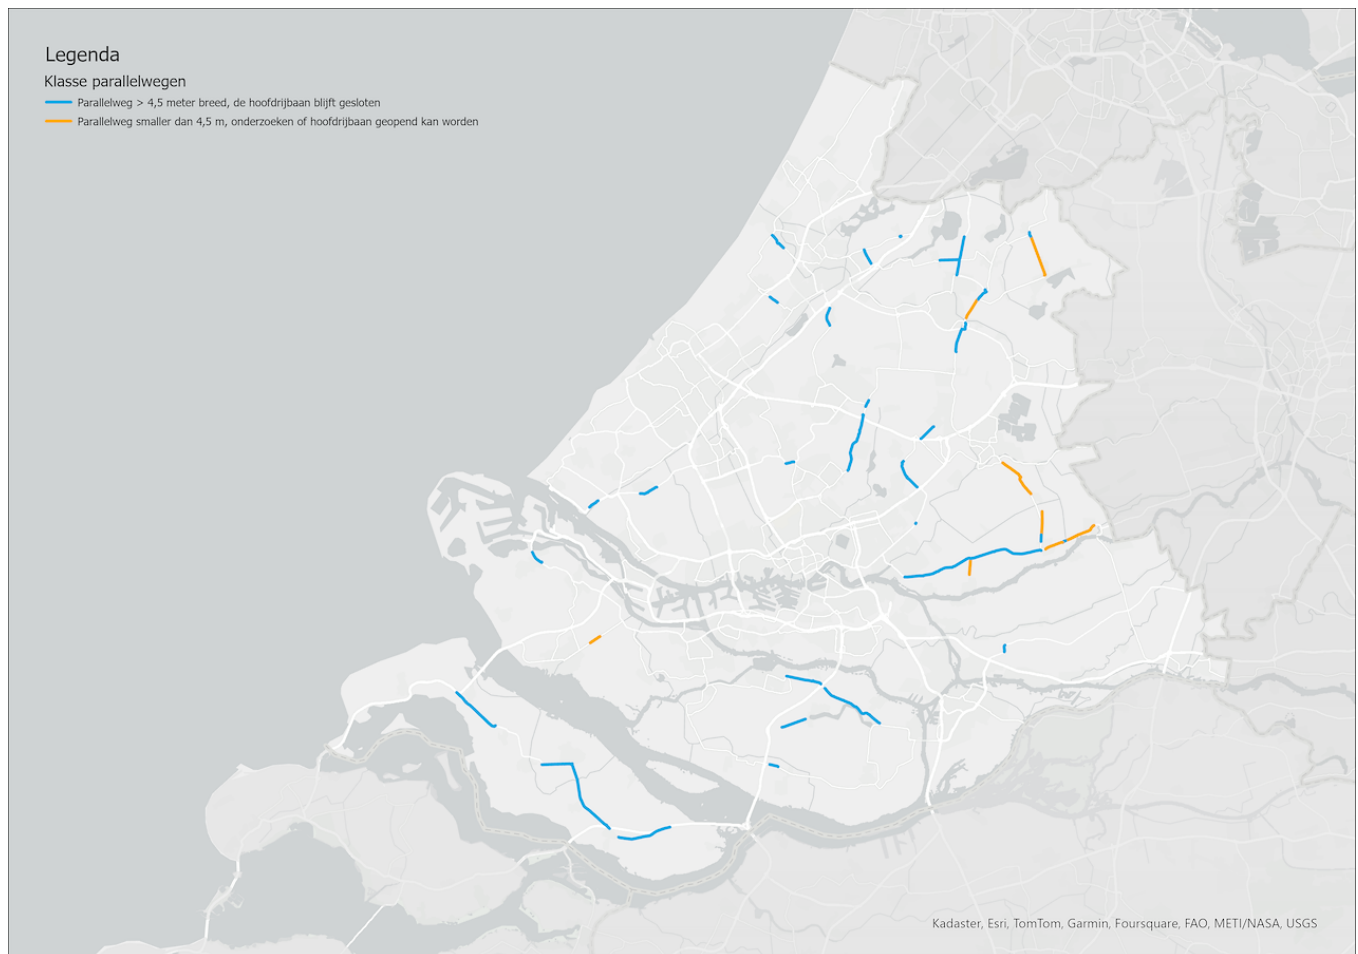 Legenda
Klasse parallelwegen
Parallelweg > 4,5 meter breed, de hoofdrijbaan blijft gesloten
Parallelweg smaller dan 4,5 m, onderzoeken of hoofdrijbaan geopend kan worden
Kadaster, Esri, TomTom, Garmin, Foursquare, FAO, METI/NASA, USGS